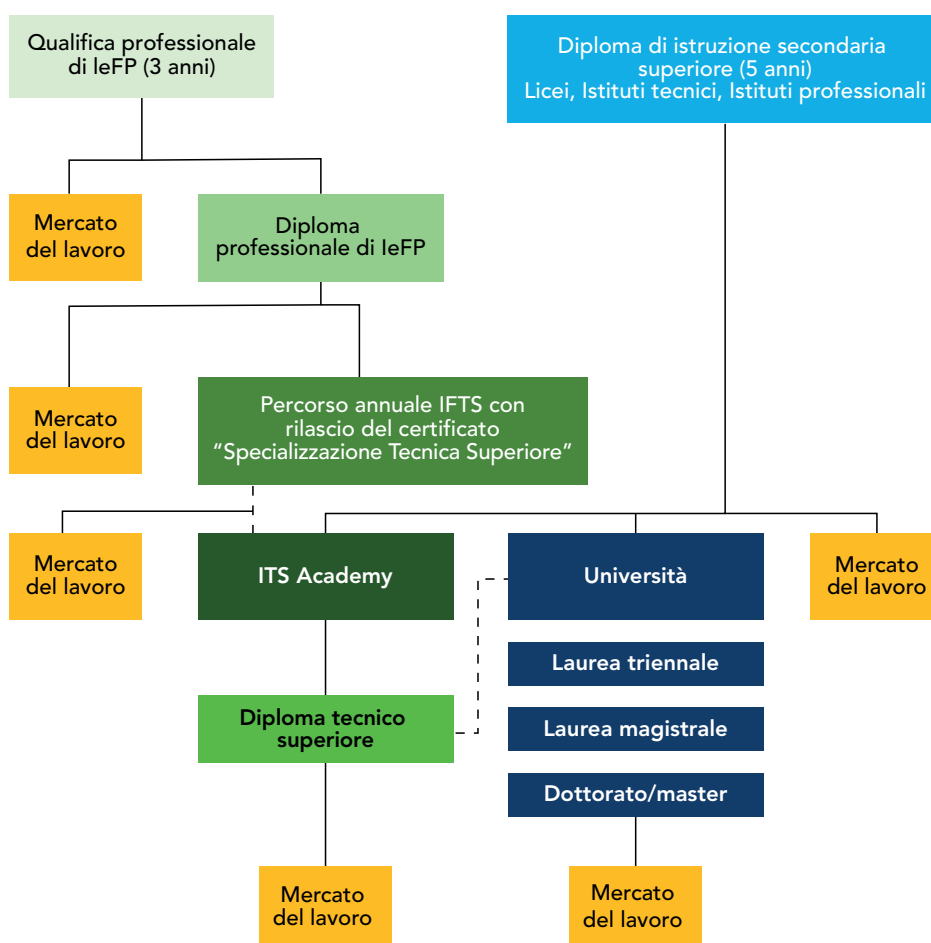 Qualifica professionale
di IeFP (3 anni)
Diploma di istruzione secondaria
superiore (5 anni)
Licei, Istituti tecnici, Istituti professionali
Mercato
del lavoro
Diploma
professionale di IeFP
Mercato
del lavoro
Percorso annuale IFTS con
rilascio del certificato
“Specializzazione Tecnica Superiore”
Mercato
del lavoro
ITS Academy
Università
Mercato
del lavoro
Laurea triennale
Diploma tecnico
superiore
Laurea magistrale
Dottorato/master
Mercato
del lavoro
Mercato
del lavoro